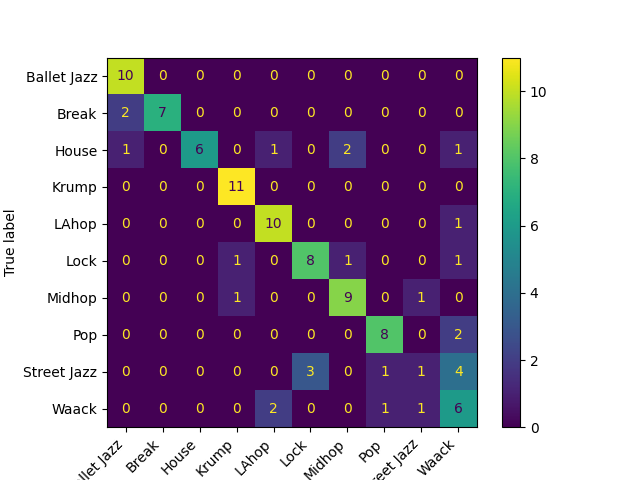 Ballet Jazz 10 0 0 0 0 0 0 0 0 0
Break 2 7 0 0 0 0 0 0 0 0
House 1 0 6 0 1 0 2 0 0 1
Krump 0 0 0 11 0 0 0 0 0 0
LAhop 0 0 0 0 10 0 0 0 0 1
Lock 0 0 0 1 0 8 1 0 0 1
Midhop 0 0 0 1 0 0 9 0 1 0
Pop 0 0 0 0 0 0 0 8 0 2
Street Jazz 0 0 0 0 0 3 0 1 1 4
Waack 0 0 0 0 2 0 0 1 1 6
True label
llet Jazz
Break
House
Krump
LAhop
Lock
Midhop
Pop
reet Jazz
Waack
10
8
6
4
2
0